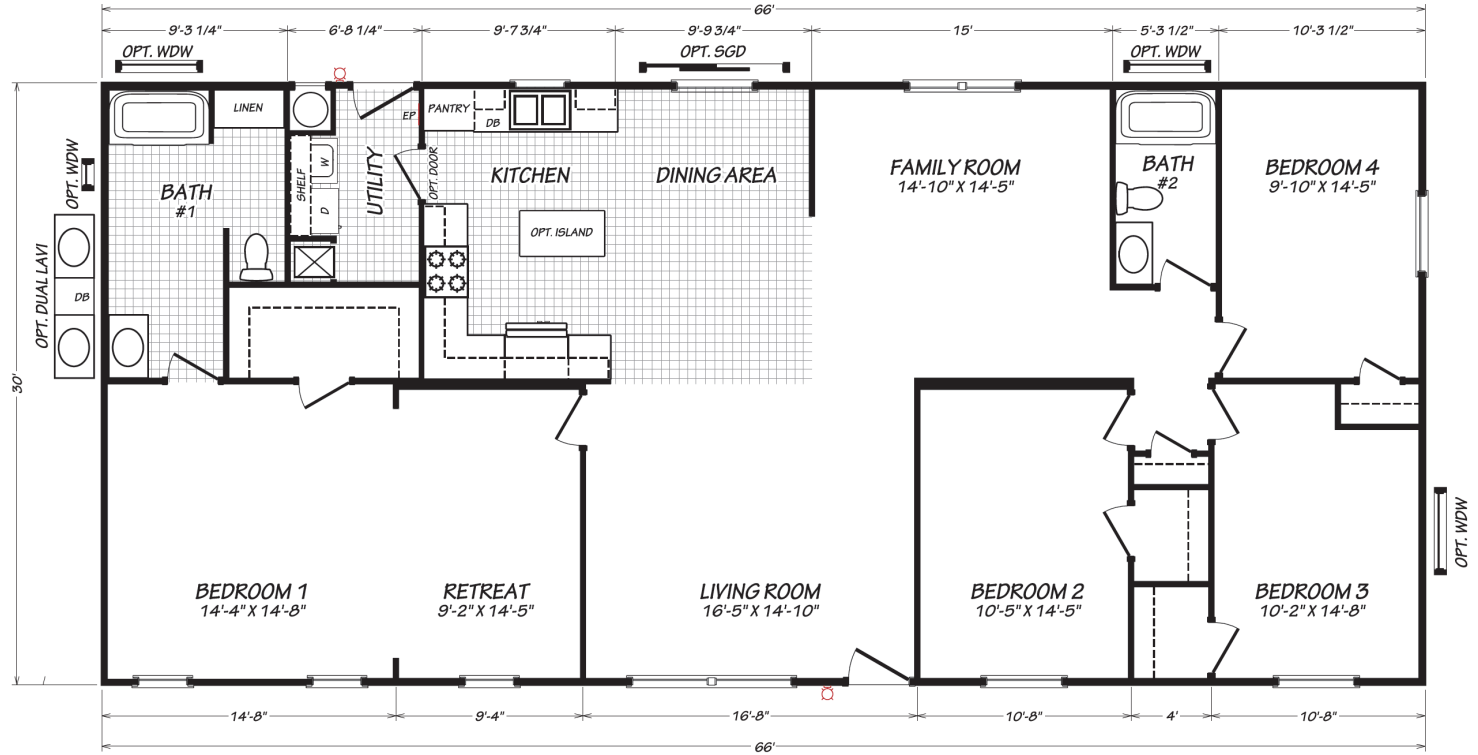 66'
9'-3 1/4" 6'-8 1/4" 9'-7 3/4" 9'-9 3/4" 15' 5'-3 1/2" 10'-3 1/2"
OPT. WDW OPT. SGD OPT. WDW
LINEN
EP
PANTRY
DB
OPT. WDW
OPT. DOOR
SHELF
W
D
UTILITY
BATH
#1
KITCHEN
DINING AREA
FAMILY ROOM
14'-10" X 14'-5"
BATH
#2
BEDROOM 4
9'-10" X 14'-5"
OPT. ISLAND
OPT. DUAL LAVI
DB
30'
BEDROOM 1
14'-4" X 14'-8"
RETREAT
9'-2" X 14'-5"
LIVING ROOM
16'-5" X 14'-10"
BEDROOM 2
10'-5" X 14'-5"
BEDROOM 3
10'-2" X 14'-8"
OPT. WDW
14'-8" 9'-4" 16'-8" 10'-8" 4' 10'-8"
66'